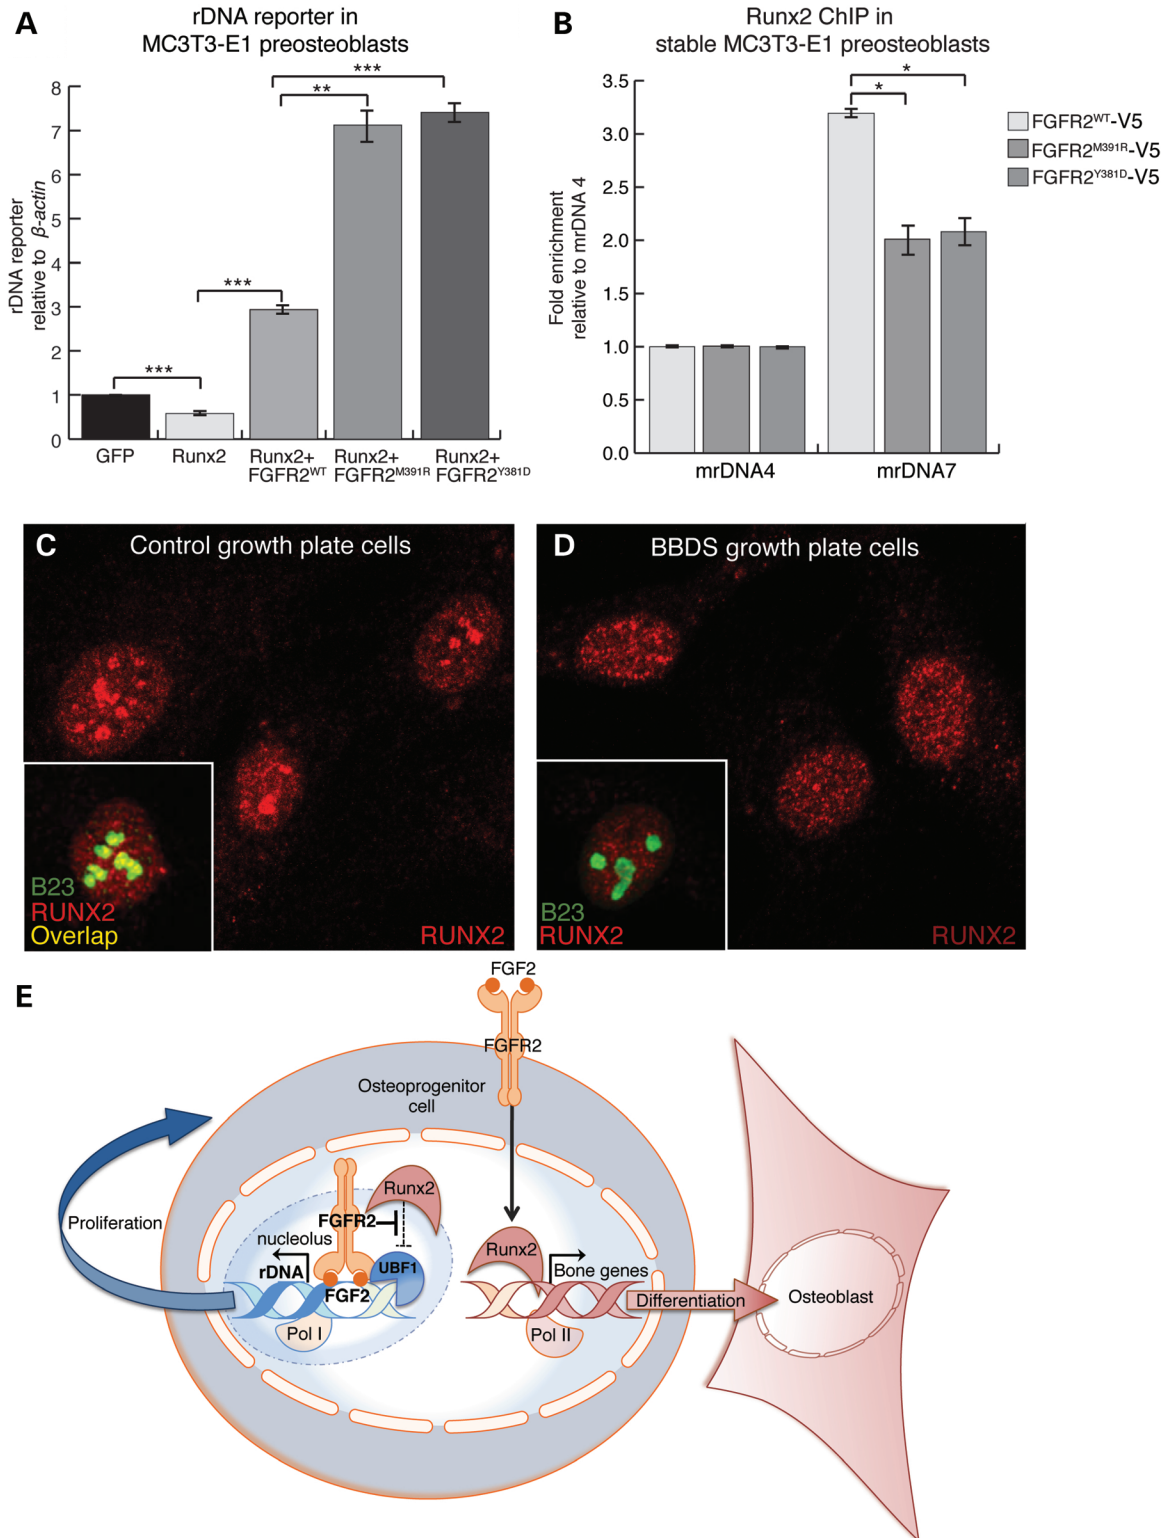 A
rDNA reporter in
MC3T3-E1 preosteoblasts
rDNA reporter
relative to β-actin
8
7
6
5
4
3
2
1
0
***
***
***
**
***
GFP
Runx2
Runx2+
FGFR2WT
Runx2+
FGFR2M391R
Runx2+
FGFR2Y381D
B
Runx2 ChIP in
stable MC3T3-E1 preosteoblasts
Fold enrichment
relative to mrDNA 4
3.5
3.0
2.5
2.0
1.5
1.0
0.5
0.0
*
*
mrDNA4
mrDNA7
FGFR2WT-V5
FGFR2M391R-V5
FGFR2Y381D-V5
C
Control growth plate cells
B23
RUNX2
Overlap
RUNX2
D
BBDS growth plate cells
B23
RUNX2
RUNX2
E
FGF2
FGFR2
Osteoprogenitor
cell
Proliferation
Runx2
FGFR2
nucleolus
rDNA
UBF1
FGF2
Pol I
Runx2
Bone genes
Pol II
Differentiation
Osteoblast